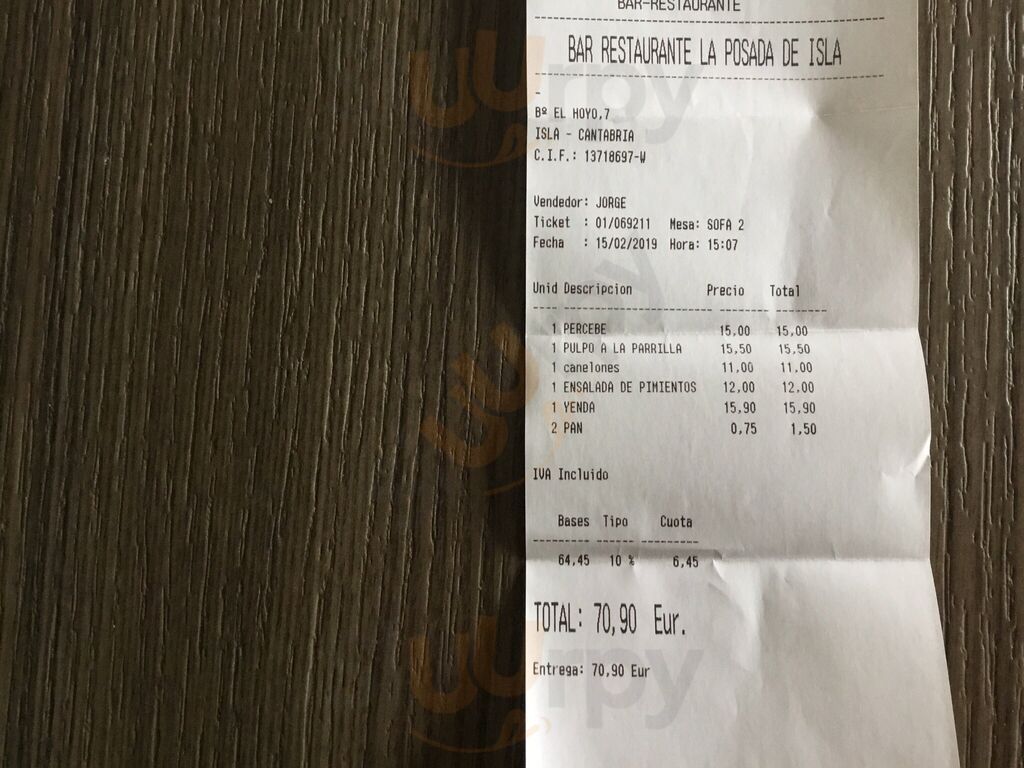 BAR-RESTAURANTE
BAR RESTAURANTE LA POSADA DE ISLA
-
Bº EL HOYO,7
ISLA - CANTABRIA
C.I.F.: 13718697-W
Vendedor: JORGE
Ticket : 01/069211 Mesa: SOFA 2
Fecha : 15/02/2019 Hora: 15:07
Unid Descripcion Precio Total
1 PERCEBE 15,00 15,00
1 PULPO A LA PARRILLA 15,50 15,50
1 canelones 11,00 11,00
1 ENSALADA DE PIMIENTOS 12,00 12,00
1 YENDA 15,90 15,90
2 PAN 0,75 1,50
IVA Incluido
Bases Tipo Cuota
64,45 10 % 6,45
TOTAL: 70,90 Eur.
Entrega: 70,90 Eur